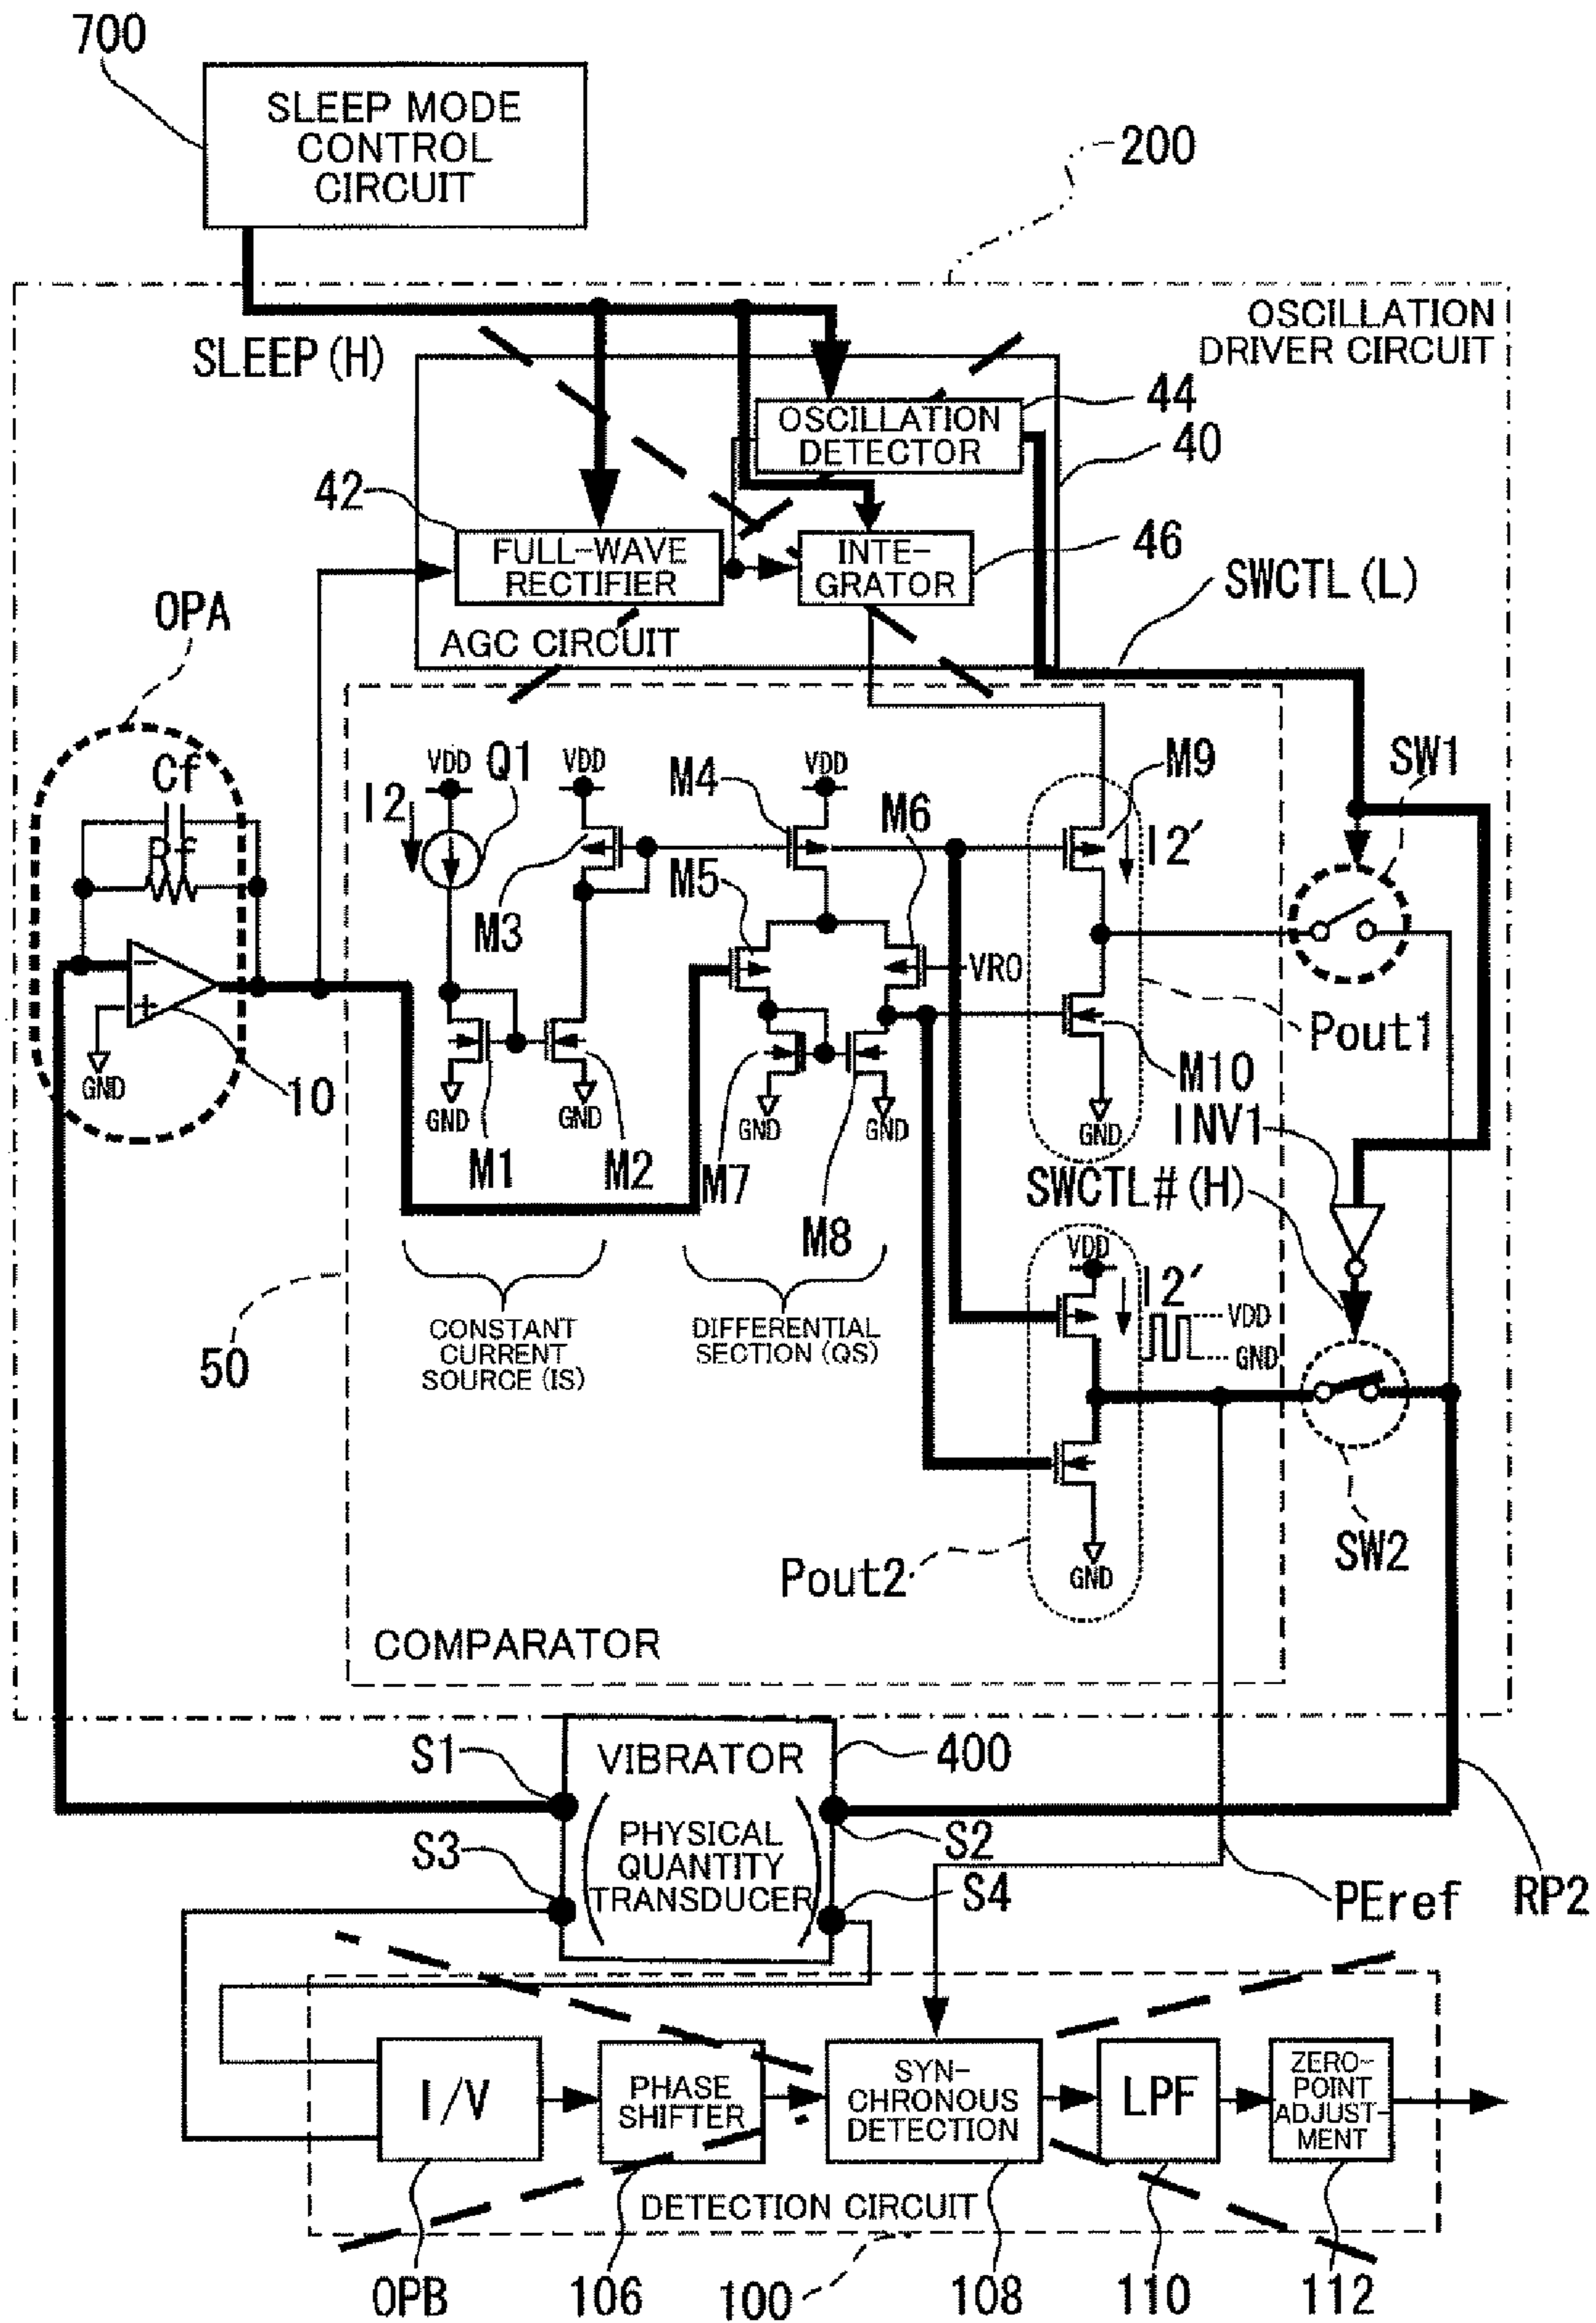 700
SLEEP MODE
CONTROL
CIRCUIT
200
OSCILLATION
DRIVER CIRCUIT
SLEEP(H)
44
OSCILLATION
DETECTOR
40
42
FULL-WAVE
RECTIFIER
INTE-
GRATOR
46
SWCTL(L)
OPA
AGC CIRCUIT
Cf
Rf
10
GND
VDD
Q1
I2
VDD
M4
VDD
M6
M9
SW1
I2′
M3
M5
VR0
Pout1
M10
GND
GND
GND
GND
GND
INV1
M1
M2
M7
M8
SWCTL#(H)
VDD
I2′
VDD
GND
50
CONSTANT
CURRENT
SOURCE (IS)
DIFFERENTIAL
SECTION (QS)
Pout2
GND
SW2
COMPARATOR
S1
VIBRATOR
400
PHYSICAL
QUANTITY
TRANSDUCER
S2
S3
S4
PEref
RP2
I/V
PHASE
SHIFTER
SYN-
CHRONOUS
DETECTION
LPF
ZERO-
POINT
ADJUST-
MENT
DETECTION CIRCUIT
OPB
106
100
108
110
112